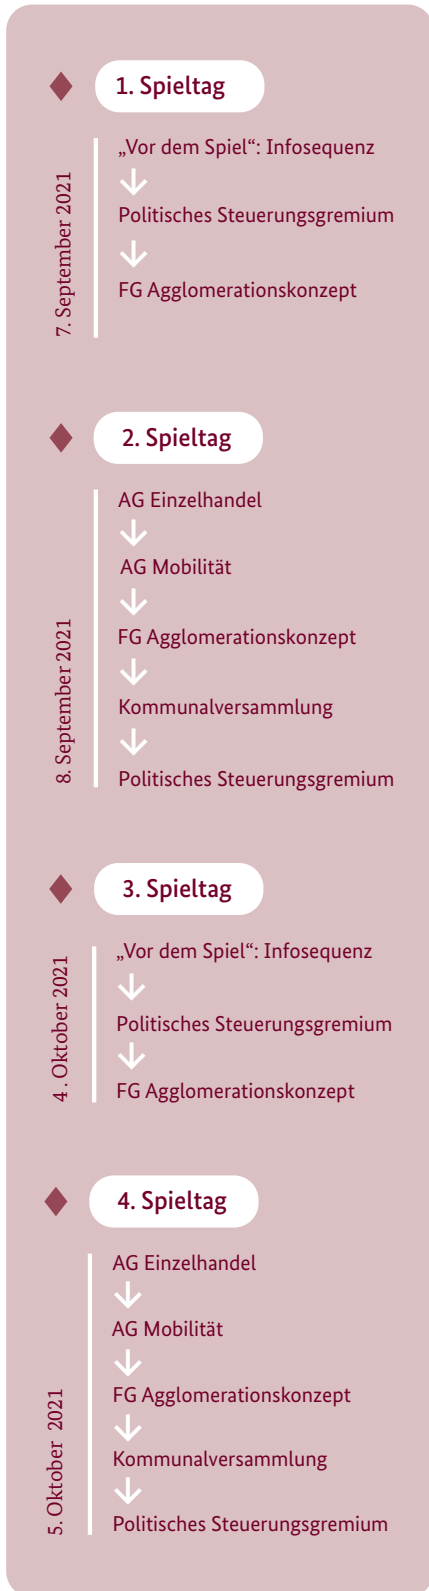 1. Spieltag
7. September 2021
„Vor dem Spiel“: Infosequenz
Politisches Steuerungsgremium
FG Agglomerationskonzept
2. Spieltag
8. September 2021
AG Einzelhandel
AG Mobilität
FG Agglomerationskonzept
Kommunalversammlung
Politisches Steuerungsgremium
3. Spieltag
4 . Oktober 2021
„Vor dem Spiel“: Infosequenz
Politisches Steuerungsgremium
FG Agglomerationskonzept
4. Spieltag
5. Oktober 2021
AG Einzelhandel
AG Mobilität
FG Agglomerationskonzept
Kommunalversammlung
Politisches Steuerungsgremium